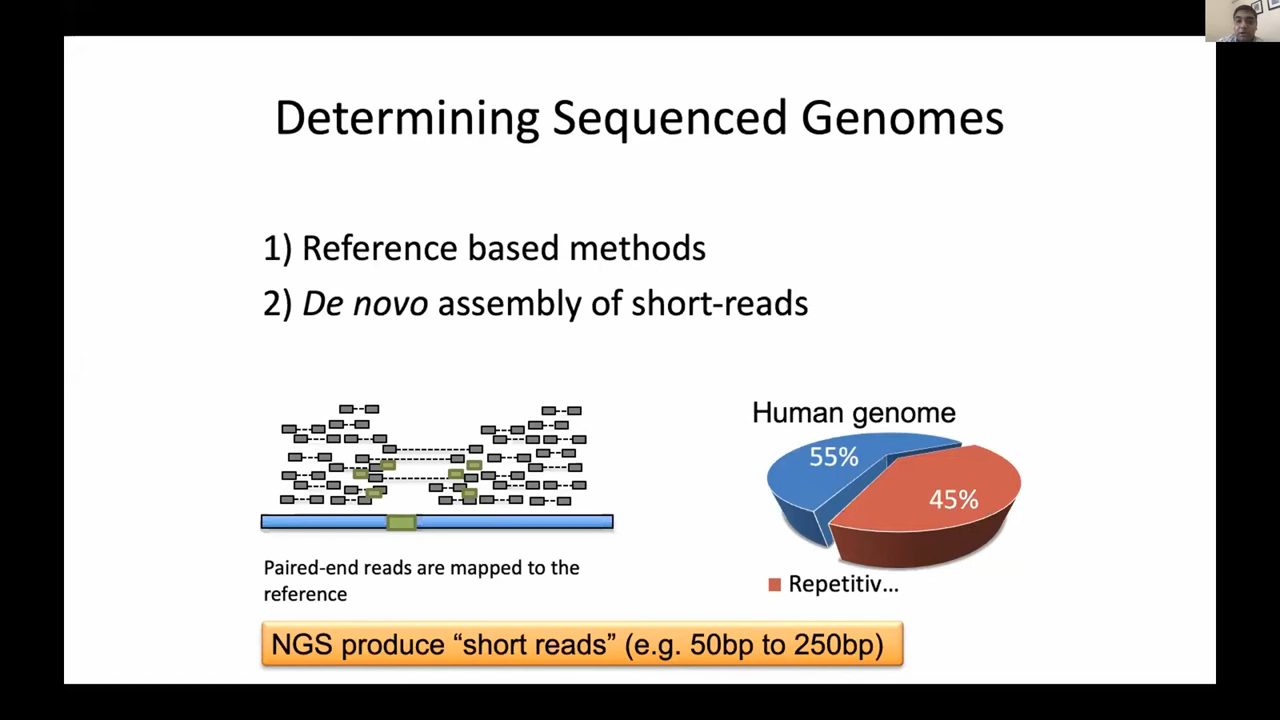 Determining Sequenced Genomes
1) Reference based methods
2) De novo assembly of short-reads
Human genome
55%
45%
Repetitiv...
Paired-end reads are mapped to the
reference
NGS produce “short reads” (e.g. 50bp to 250bp)